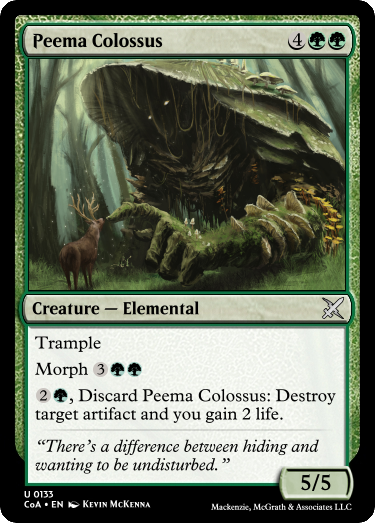 Peema Colossus 4
Creature — Elemental
Trample
Morph 3
2, Discard Peema Colossus: Destroy
target artifact and you gain 2 life.
“There’s a difference between hiding and
wanting to be undisturbed.”
5/5
U 0133
CoA • EN Kevin McKenna
Mackenzie, McGrath & Associates LLC